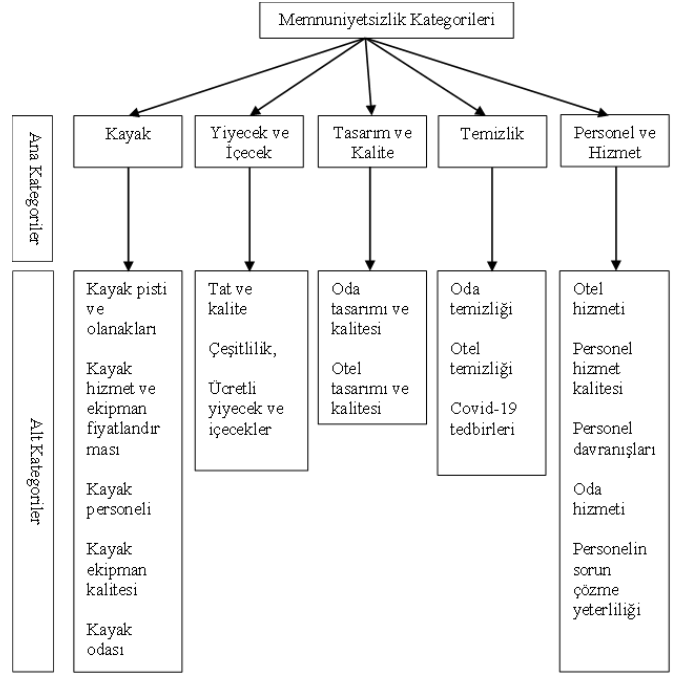 Memnuniyetsizlik Kategorileri
Ana Kategoriler
Kayak
Yiyecek ve
İçecek
Tasarım ve
Kalite
Temizlik
Personel ve
Hizmet
Alt Kategoriler
Kayak pisti
ve
olanakları
Kayak
hizmet ve
ekipman
fiyatlandır
ması
Kayak
personeli
Kayak
ekipman
kalitesi
Kayak
odası
Tat ve
kalite
Çeşitlilik,
Ücretli
yiyecek ve
içecekler
Oda
tasarımı ve
kalitesi
Otel
tasarımı ve
kalitesi
Oda
temizliği
Otel
temizliği
Covid-19
tedbirleri
Otel
hizmeti
Personel
hizmet
kalitesi
Personel
davranışları
Oda
hizmeti
Personelin
sorun
çözme
yeterliliği